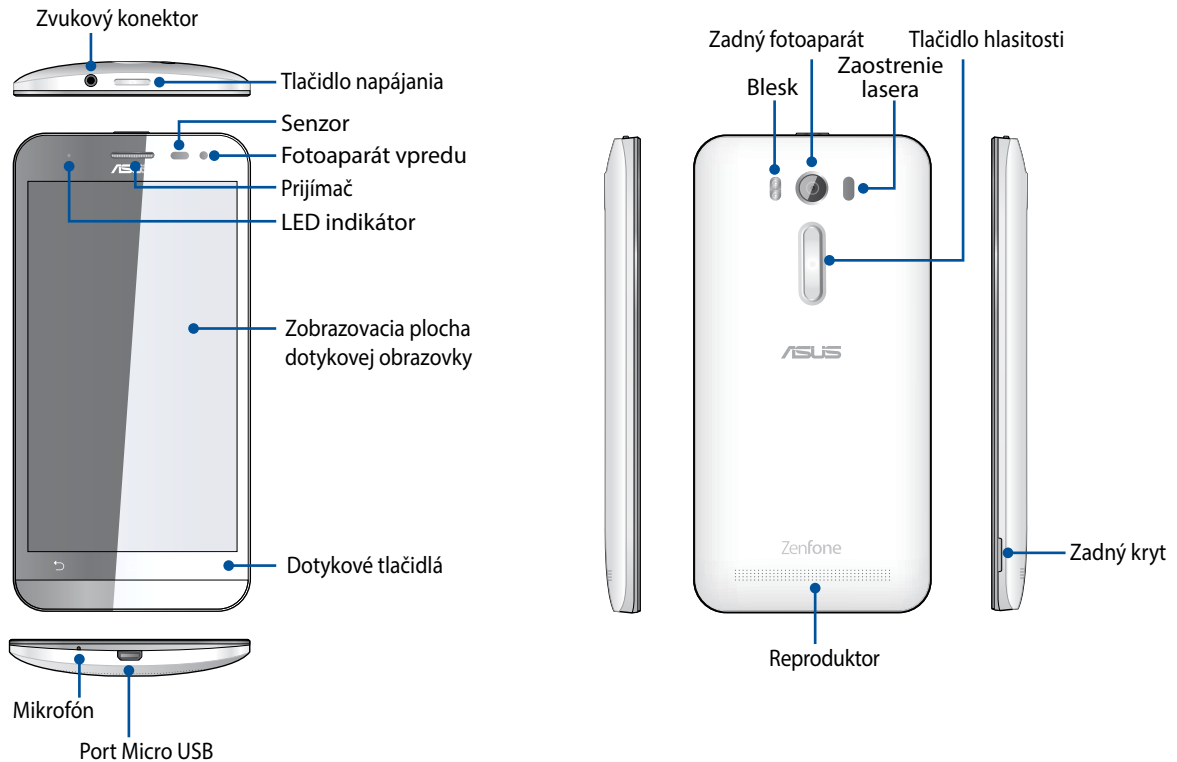 Zvukový konektor
Tlačidlo napájania
Senzor
Fotoaparát vpredu
Prijímač
ASUS
LED indikátor
Zobrazovacia plocha
dotykovej obrazovky
Dotykové tlačidlá
Mikrofón
Port Micro USB
Zadný fotoaparát
Tlačidlo hlasitosti
Blesk
Zaostrenie
lasera
ASUS
Zenfone
Zadný kryt
Reproduktor